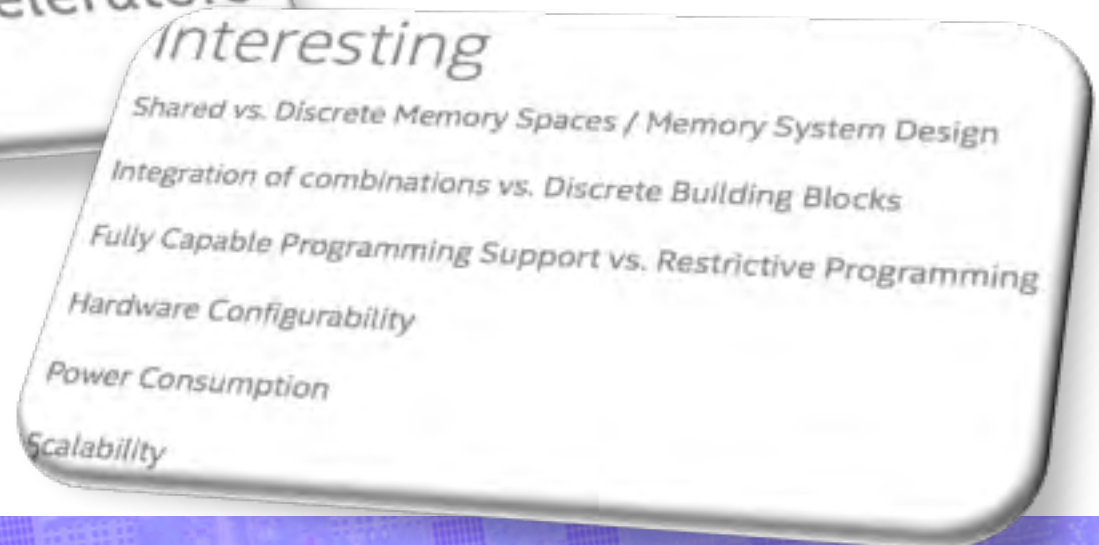 Interesting
Shared vs. Discrete Memory Spaces / Memory System Design
Integration of combinations vs. Discrete Building Blocks
Fully Capable Programming Support vs. Restrictive Programming
Hardware Configurability
Power Consumption
Scalability